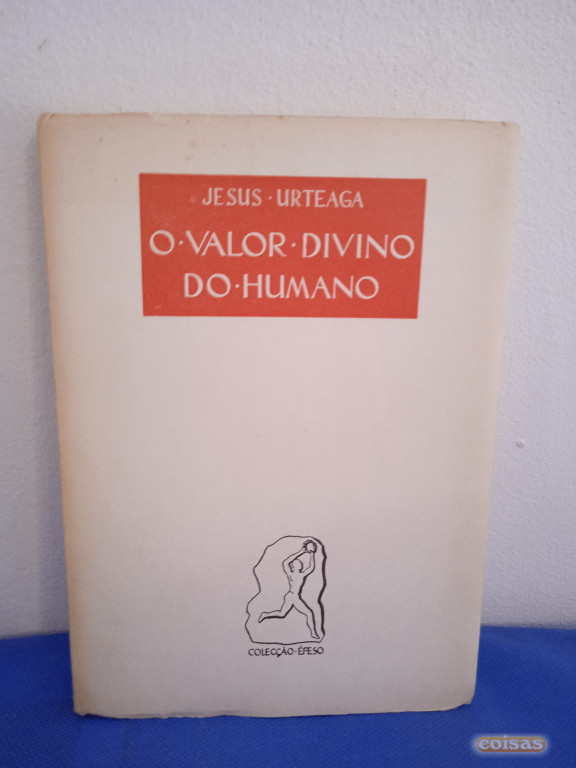 JESUS · URTEAGA
O · VALOR · DIVINO
DO · HUMANO
COLECÇÃO · ÉFESO
coisas